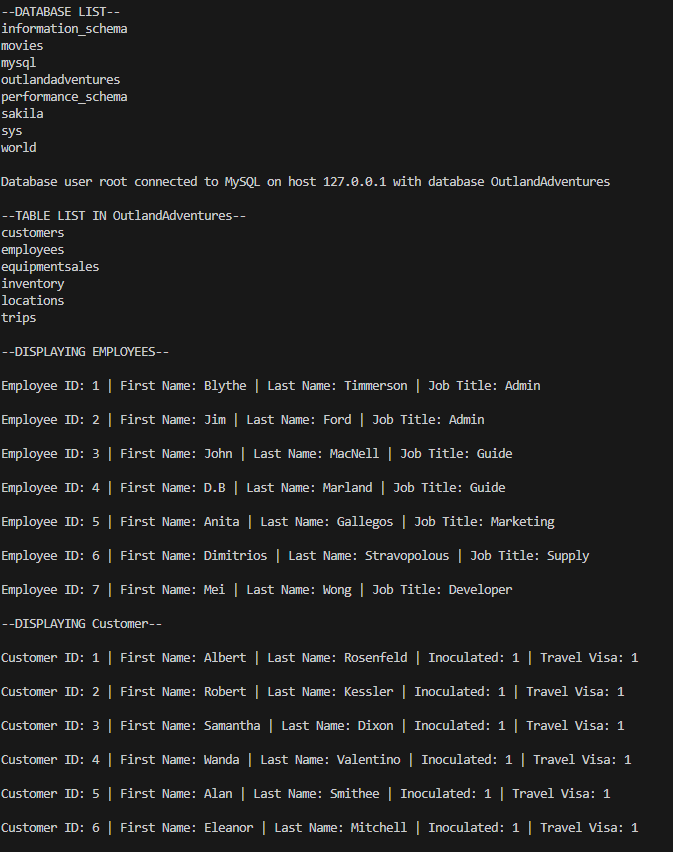 --DATABASE LIST--
information_schema
movies
mysql
outlandadventures
performance_schema
sakila
sys
world
Database user root connected to MySQL on host 127.0.0.1 with database OutlandAdventures
--TABLE LIST IN OutlandAdventures--
customers
employees
equipmentsales
inventory
locations
trips
--DISPLAYING EMPLOYEES--
Employee ID: 1 | First Name: Blythe | Last Name: Timmerson | Job Title: Admin
Employee ID: 2 | First Name: Jim | Last Name: Ford | Job Title: Admin
Employee ID: 3 | First Name: John | Last Name: MacNell | Job Title: Guide
Employee ID: 4 | First Name: D.B | Last Name: Marland | Job Title: Guide
Employee ID: 5 | First Name: Anita | Last Name: Gallegos | Job Title: Marketing
Employee ID: 6 | First Name: Dimitrios | Last Name: Stravopolous | Job Title: Supply
Employee ID: 7 | First Name: Mei | Last Name: Wong | Job Title: Developer
--DISPLAYING Customer--
Customer ID: 1 | First Name: Albert | Last Name: Rosenfeld | Inoculated: 1 | Travel Visa: 1
Customer ID: 2 | First Name: Robert | Last Name: Kessler | Inoculated: 1 | Travel Visa: 1
Customer ID: 3 | First Name: Samantha | Last Name: Dixon | Inoculated: 1 | Travel Visa: 1
Customer ID: 4 | First Name: Wanda | Last Name: Valentino | Inoculated: 1 | Travel Visa: 1
Customer ID: 5 | First Name: Alan | Last Name: Smithee | Inoculated: 1 | Travel Visa: 1
Customer ID: 6 | First Name: Eleanor | Last Name: Mitchell | Inoculated: 1 | Travel Visa: 1